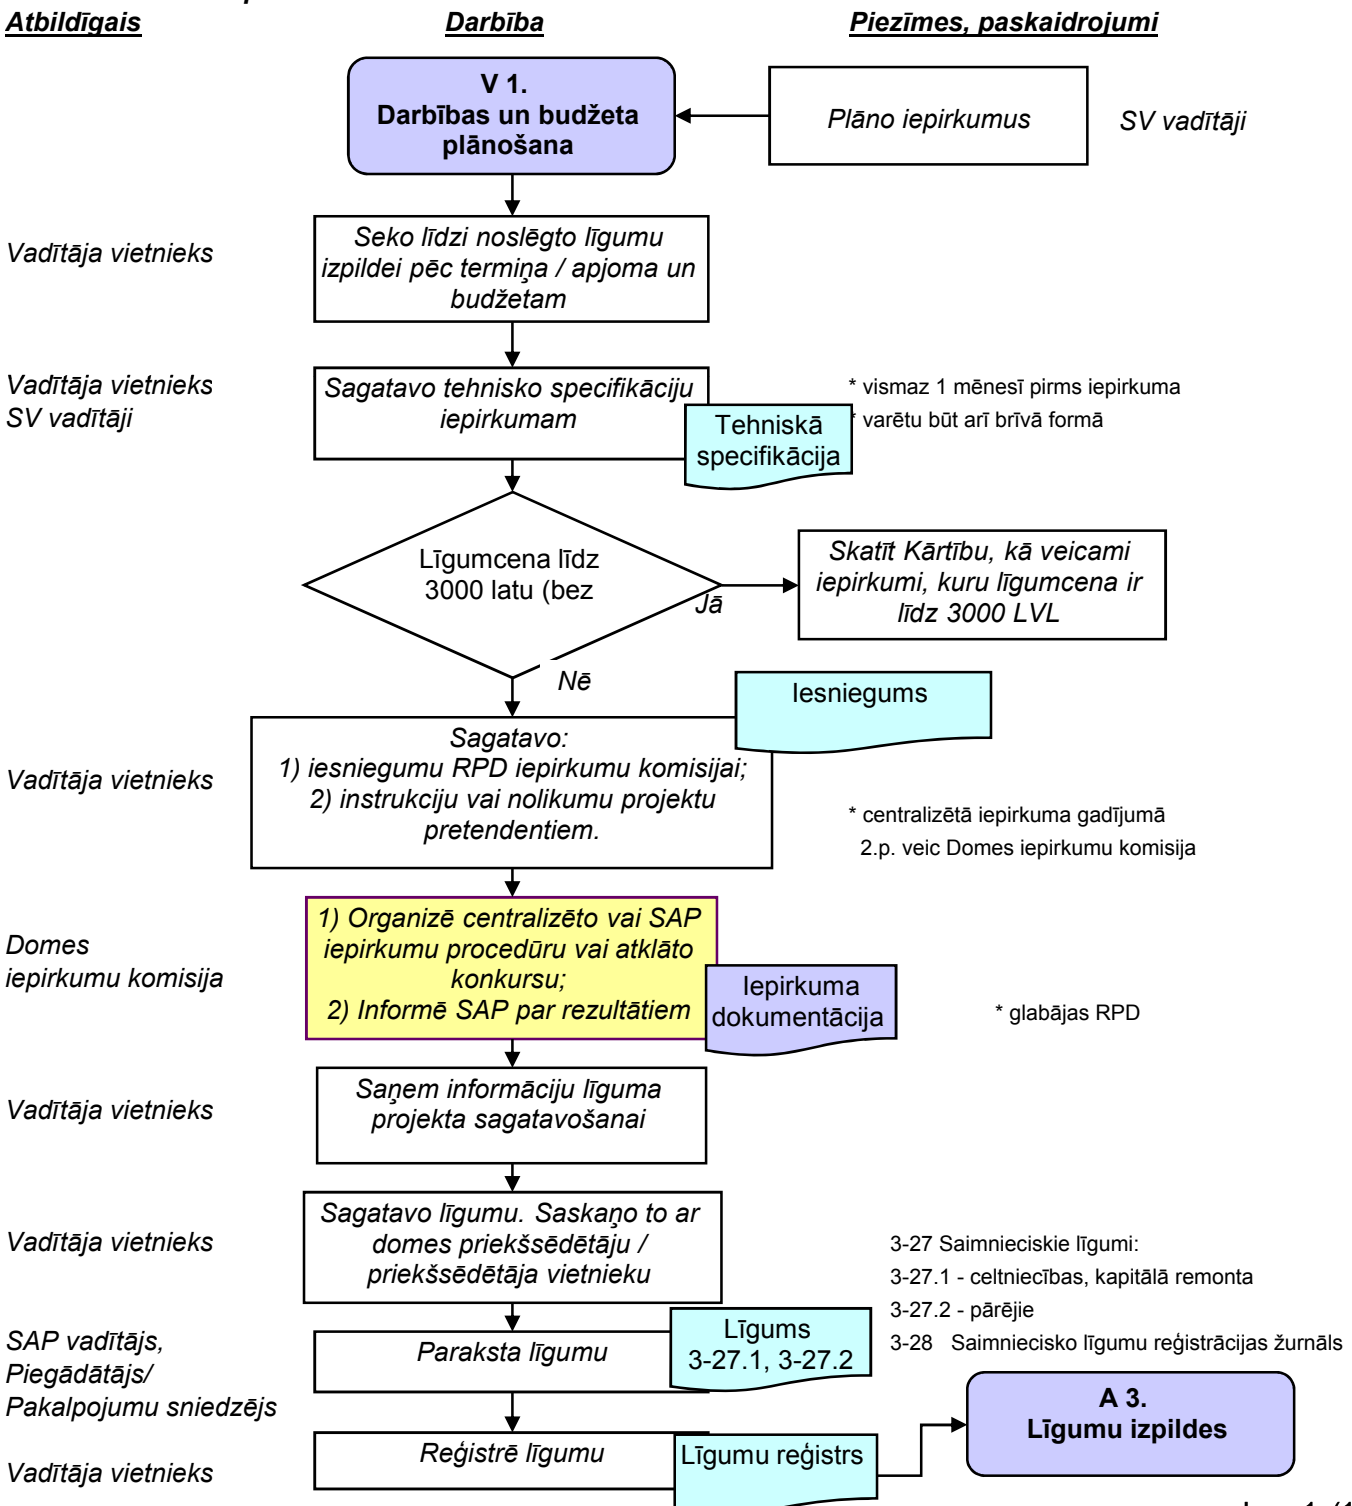 Atbildīgais
Darbība
Piezīmes, paskaidrojumi
V 1.
Darbības un budžeta
plānošana
Plāno iepirkumus
SV vadītāji
Vadītāja vietnieks
Seko līdzi noslēgto līgumu
izpildei pēc termiņa / apjoma un
budžetam
Vadītāja vietnieks
SV vadītāji
Sagatavo tehnisko specifikāciju
iepirkumam
Tehniskā
specifikācija
* vismaz 1 mēnesī pirms iepirkuma
* varētu būt arī brīvā formā
Līgumcena līdz
3000 latu (bez
Jā
Skatīt Kārtību, kā veicami
iepirkumi, kuru līgumcena ir
līdz 3000 LVL
Nē
Iesniegums
Vadītāja vietnieks
Sagatavo:
1) iesniegumu RPD iepirkumu komisijai;
2) instrukciju vai nolikumu projektu
pretendentiem.
* centralizētā iepirkuma gadījumā
2.p. veic Domes iepirkumu komisija
Domes
iepirkumu komisija
1) Organizē centralizēto vai SAP
iepirkumu procedūru vai atklāto
konkursu;
2) Informē SAP par rezultātiem
Iepirkuma
dokumentācija
* glabājas RPD
Vadītāja vietnieks
Saņem informāciju līguma
projekta sagatavošanai
Vadītāja vietnieks
Sagatavo līgumu. Saskaņo to ar
domes priekšsēdētāju /
priekšsēdētāja vietnieku
3-27 Saimnieciskie līgumi:
3-27.1 - celtniecības, kapitālā remonta
3-27.2 - pārējie
3-28 Saimniecisko līgumu reģistrācijas žurnāls
SAP vadītājs,
Piegādātājs/
Pakalpojumu sniedzējs
Paraksta līgumu
Līgums
3-27.1, 3-27.2
A 3.
Līgumu izpildes
Vadītāja vietnieks
Reģistrē līgumu
Līgumu reģistrs